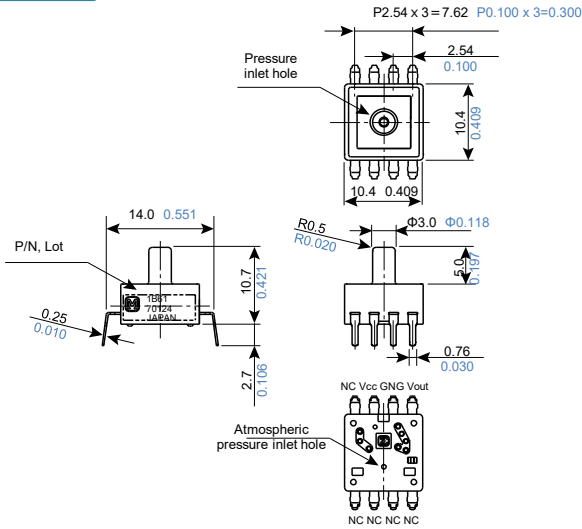 P2.54 x 3=7.62 P0.100 x 3=0.300
2.54
0.100
Pressure
inlet hole
10.4
0.409
10.4 0.409
14.0 0.551
P/N, Lot
10.7
0.421
1B61
70124
JAPAN
0.25
0.010
2.7
0.106
R0.5
R0.020
Φ3.0 Φ0.118
5.0
0.197
0.76
0.030
NC Vcc GNG Vout
Atmospheric
pressure inlet hole
NC NC NC NC